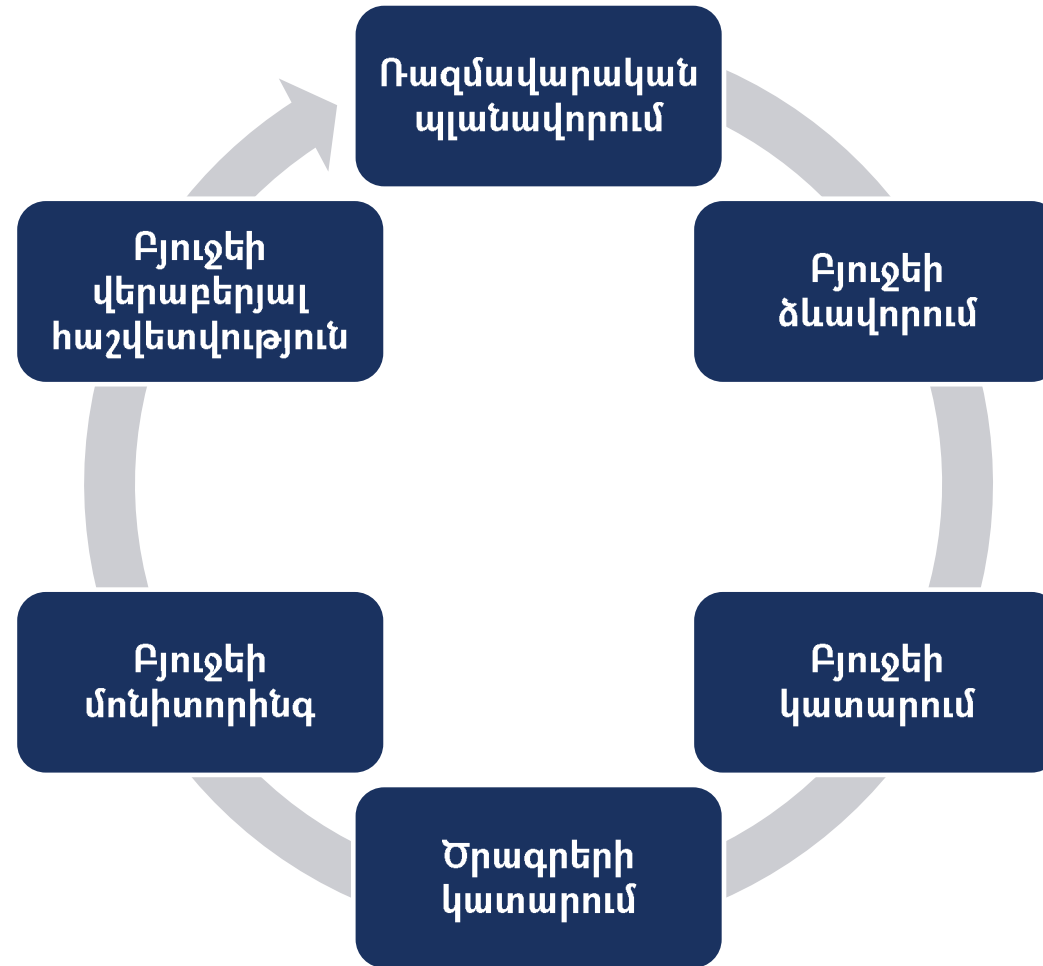 Ռազմավարական
պլանավորում
Բյուջեի
ձևավորում
Բյուջեի
կատարում
Ծրագրերի
կատարում
Բյուջեի
մոնիտորինգ
Բյուջեի
վերաբերյալ
հաշվետվություն